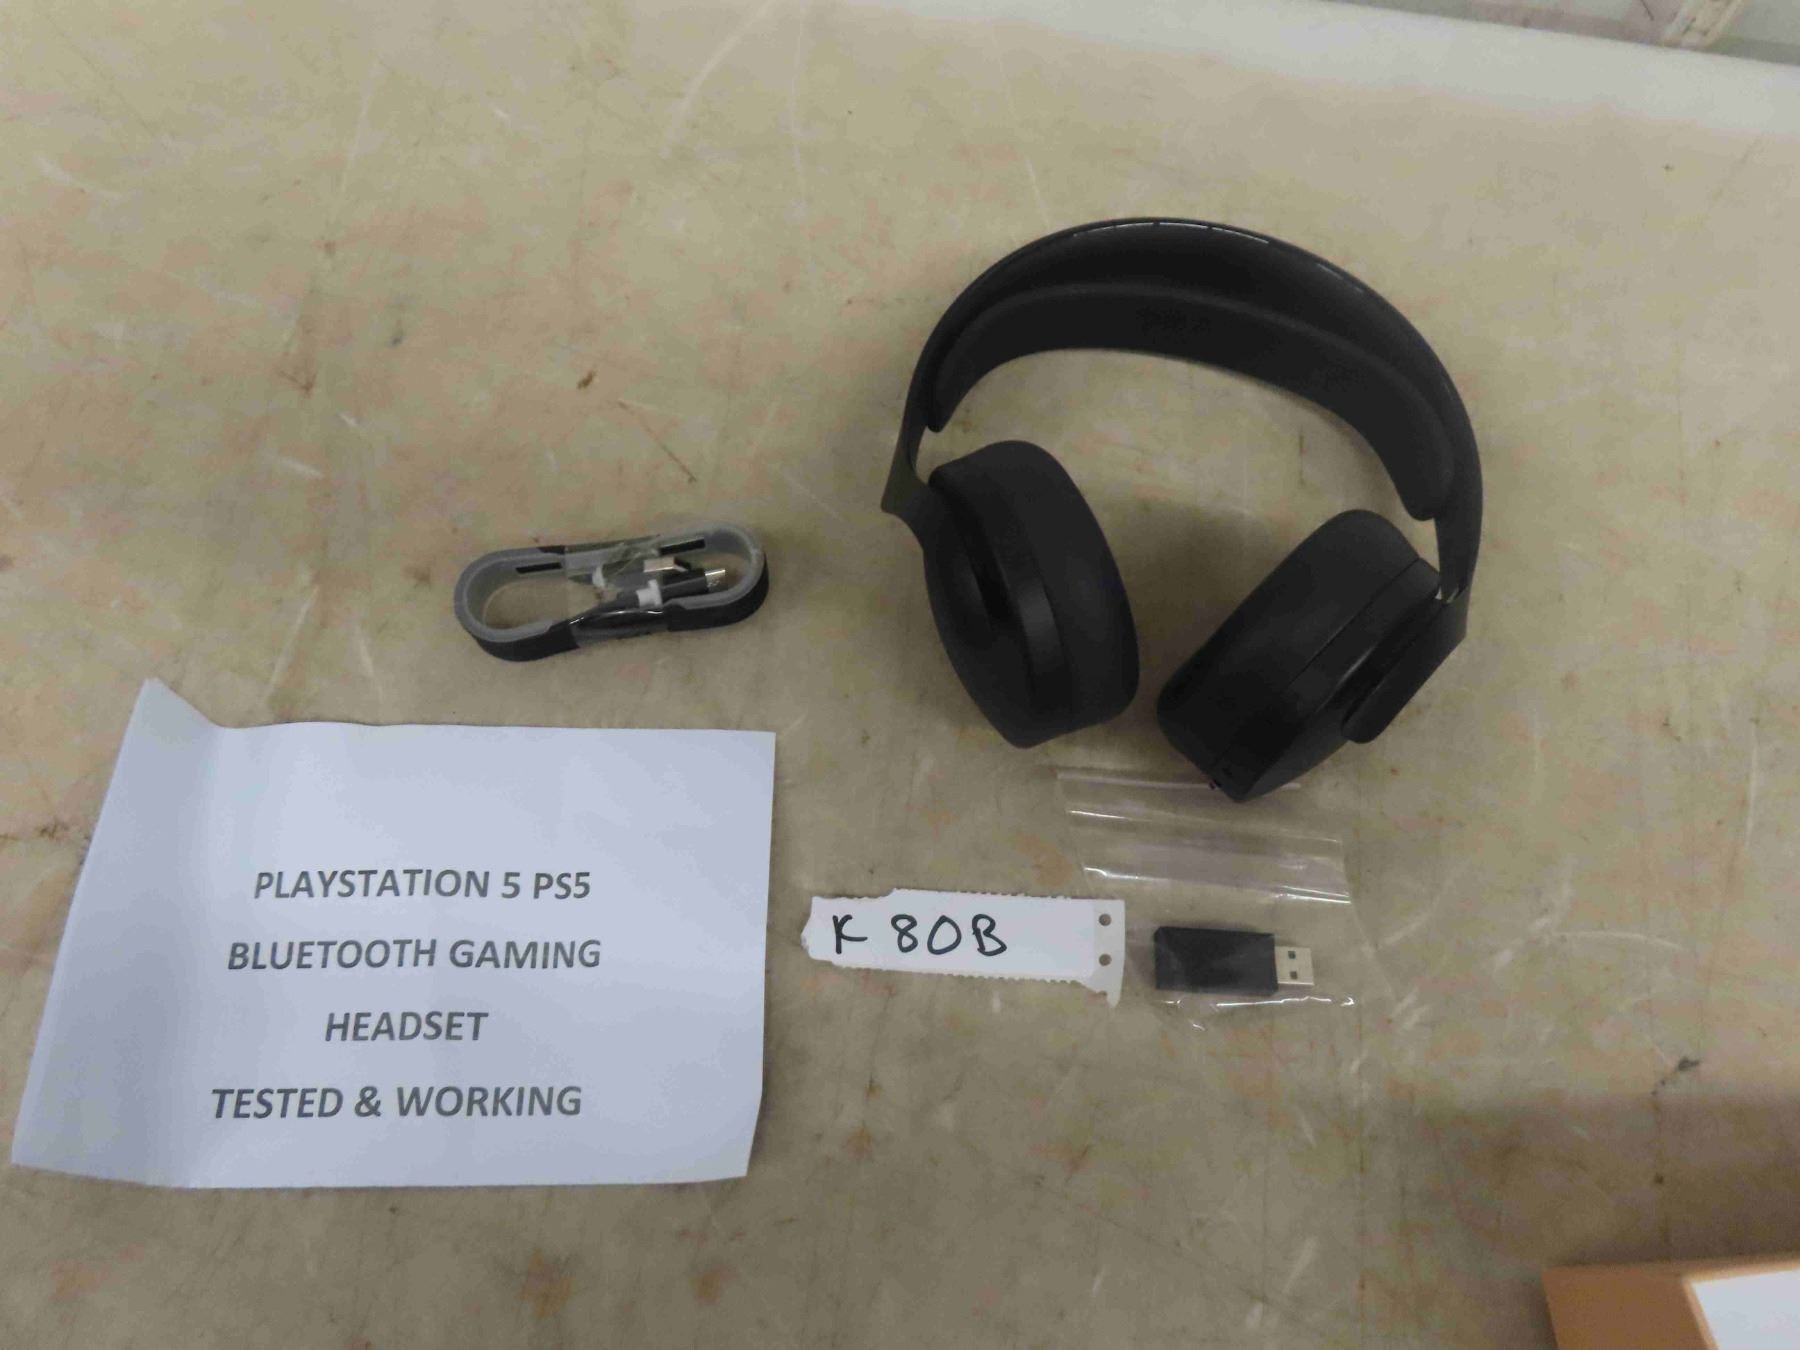 PLAYSTATION 5 PS5
BLUETOOTH GAMING
HEADSET
TESTED & WORKING
K 80B